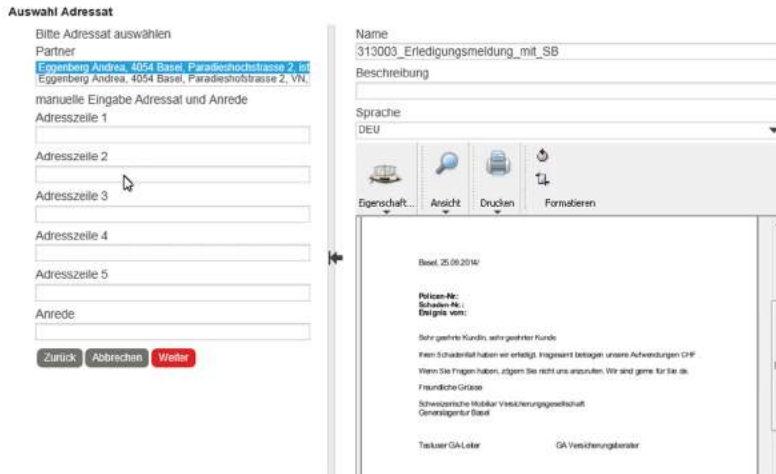 Auswahl Adressat
Bitte Adressat auswählen
Partner
Eggenberg Andrea, 4054 Basel, Paradieshochstrasse 2, ist
Eggenberg Andrea, 4054 Basel, Paradieshofstrasse 2, VN,
manuelle Eingabe Adressat und Anrede
Adresszeile 1
Adresszeile 2
Adresszeile 3
Adresszeile 4
Adresszeile 5
Anrede
Zurück Abbrechen Weiter
Name
313003_Erledigungsmeldung_mit_SB
Beschreibung
Sprache
DEU
Eigenschaft... Ansicht Drucken Formatieren
Basel, 25.09.2014/
Policen-Nr:
Schaden-Nr.:
Ereignis vom:
Sehr geehrte Kundin, sehr geehrter Kunde
Ihren Schadenfall haben wir erledigt. Insgesamt betragen unsere Aufwendungen CHF
Wenn Sie Fragen haben, zögern Sie nicht uns anzurufen. Wir sind gerne für Sie da.
Freundliche Grüsse
Schweizerische Mobiliar Versicherungsgesellschaft
Generalagentur Basel
Testuser GA-Leiter GA Versicherungsberater